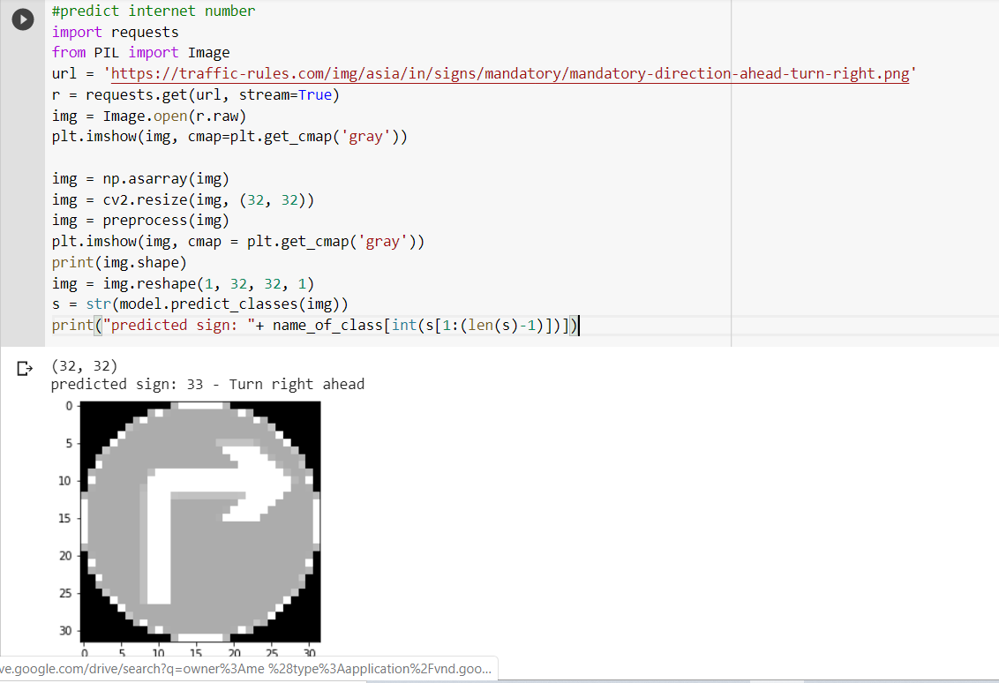 #predict internet number
import requests
from PIL import Image
url = 'https://traffic-rules.com/img/asia/in/signs/mandatory/mandatory-direction-ahead-turn-right.png'
r = requests.get(url, stream=True)
img = Image.open(r.raw)
plt.imshow(img, cmap=plt.get_cmap('gray'))
img = np.asarray(img)
img = cv2.resize(img, (32, 32))
img = preprocess(img)
plt.imshow(img, cmap = plt.get_cmap('gray'))
print(img.shape)
img = img.reshape(1, 32, 32, 1)
s = str(model.predict_classes(img))
print("predicted sign: "+ name_of_class[int(s[1:(len(s)-1)])])
(32, 32)
predicted sign: 33 - Turn right ahead
0
5
10
15
20
25
30
0 5 10 15 20 25 30
ve.google.com/drive/search?q=owner%3Ame %28type%3Aapplication%2Fvnd.goo...